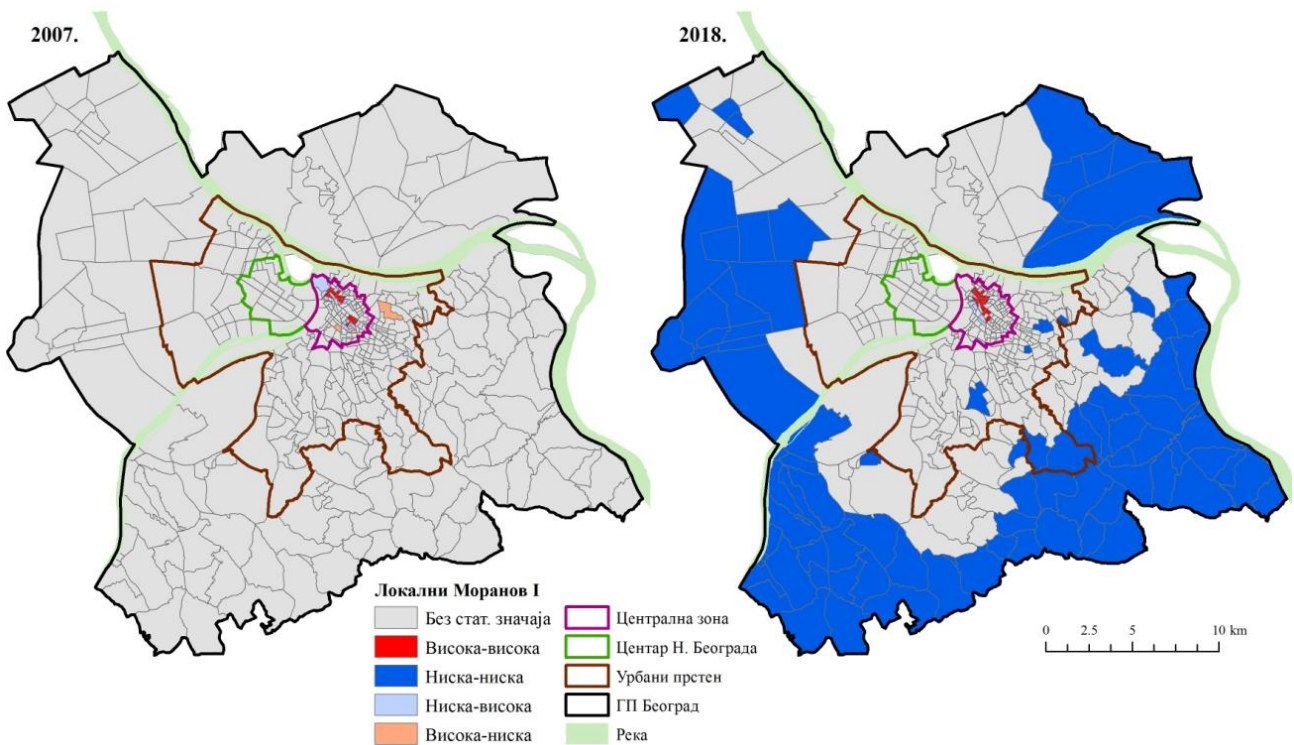 2007.
2018.
Локални Моранов I
Без стат. значаја
Висока-висока
Ниска-ниска
Ниска-висока
Висока-ниска
Централна зона
Центар Н. Београда
Урбани прстен
ГП Београд
Река
0 2.5 5 10 km